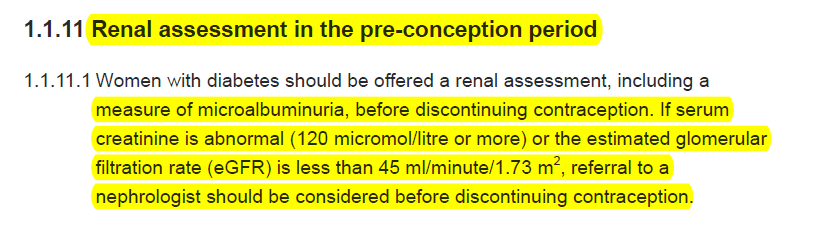 1.1.11 Renal assessment in the pre-conception period
1.1.11.1 Women with diabetes should be offered a renal assessment, including a
measure of microalbuminuria, before discontinuing contraception. If serum
creatinine is abnormal (120 micromol/litre or more) or the estimated glomerular
filtration rate (eGFR) is less than 45 ml/minute/1.73 m², referral to a
nephrologist should be considered before discontinuing contraception.